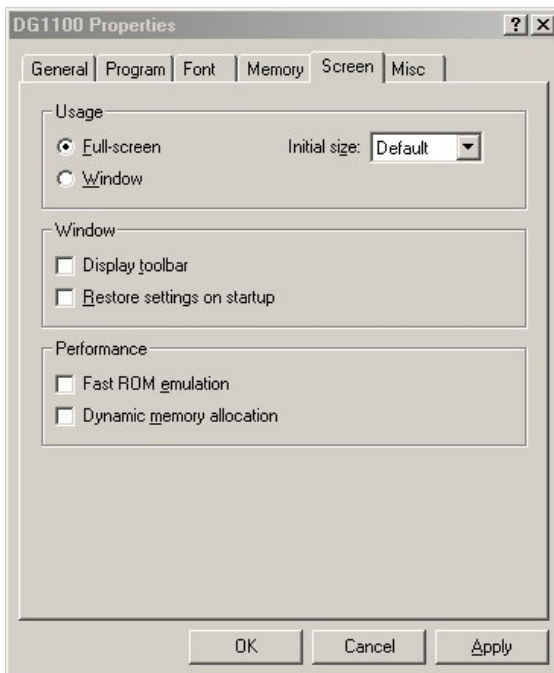 DG1100 Properties
General Program Font Memory Screen Misc
Usage
Full-screen Initial size: Default
Window
Window
Display toolbar
Restore settings on startup
Performance
Fast ROM emulation
Dynamic memory allocation
OK Cancel Apply